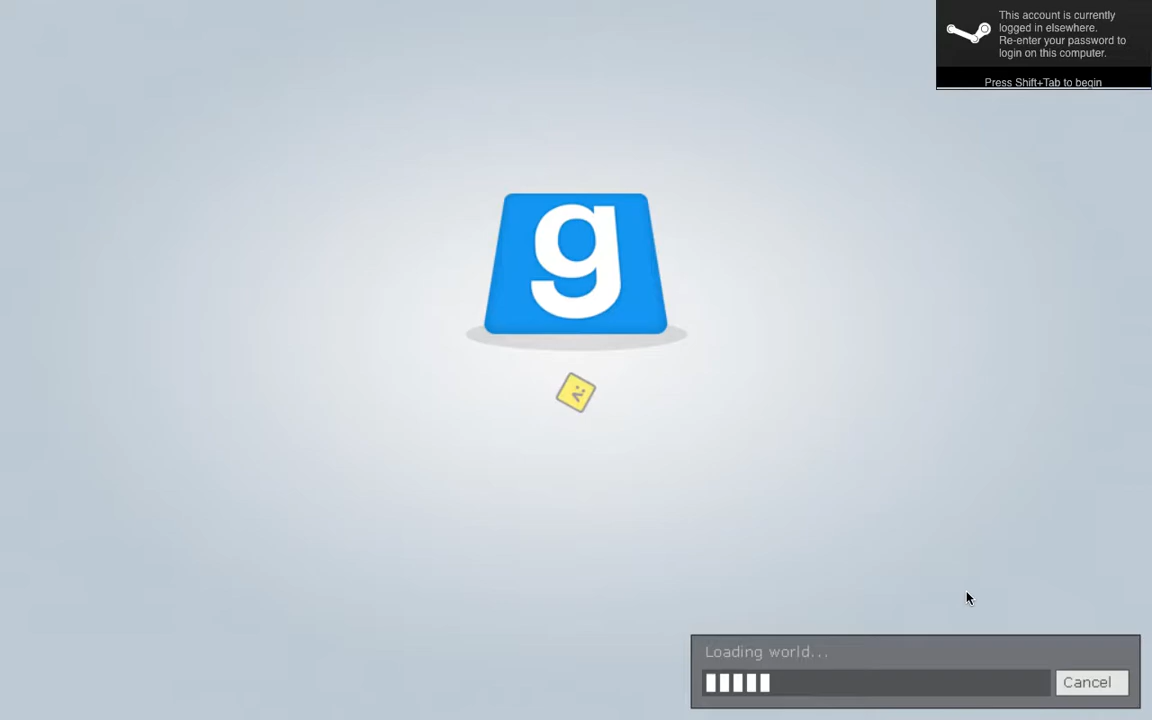 This account is currently
logged in elsewhere.
Re-enter your password to
login on this computer.
Press Shift+Tab to begin
g
Loading world...
Cancel